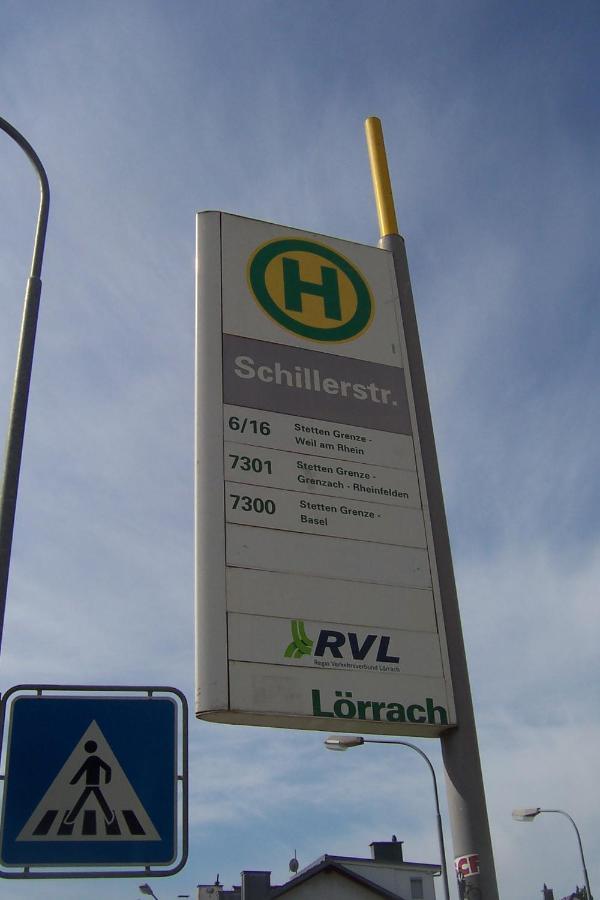 H
Schillerstr.
6/16 Stetten Grenze -
Weil am Rhein
7301 Stetten Grenze -
Grenzach - Rheinfelden
7300 Stetten Grenze -
Basel
RVL
Regio Verkehrsverbund Lörrach
Lörrach